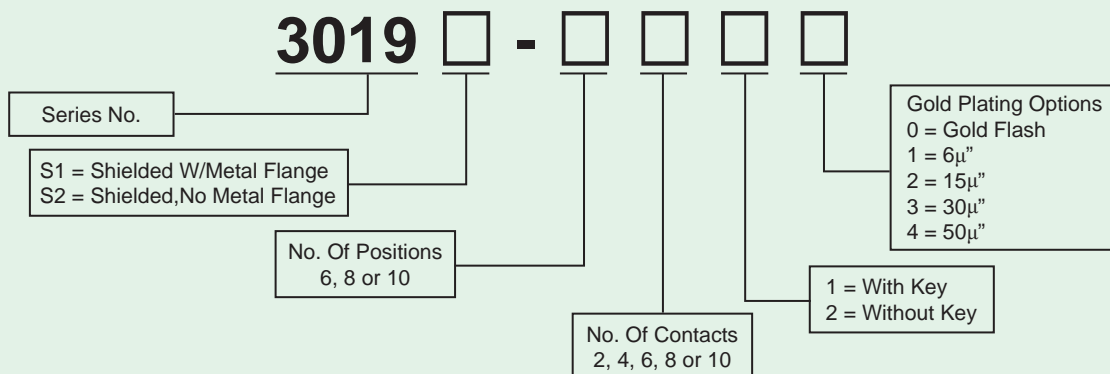 3019 □ - □ □ □ □
Series No.
S1 = Shielded W/Metal Flange
S2 = Shielded,No Metal Flange
No. Of Positions
6, 8 or 10
No. Of Contacts
2, 4, 6, 8 or 10
1 = With Key
2 = Without Key
Gold Plating Options
0 = Gold Flash
1 = 6µ”
2 = 15µ”
3 = 30µ”
4 = 50µ”